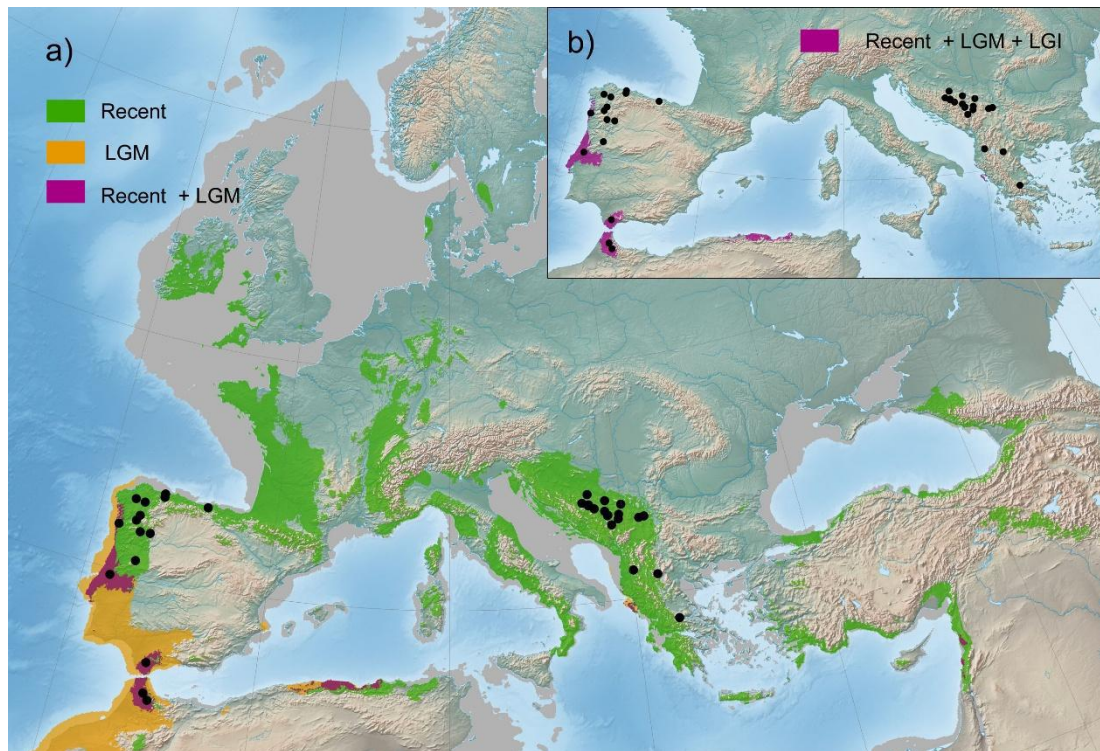 a)
Recent
LGM
Recent + LGM
b)
Recent + LGM + LGI